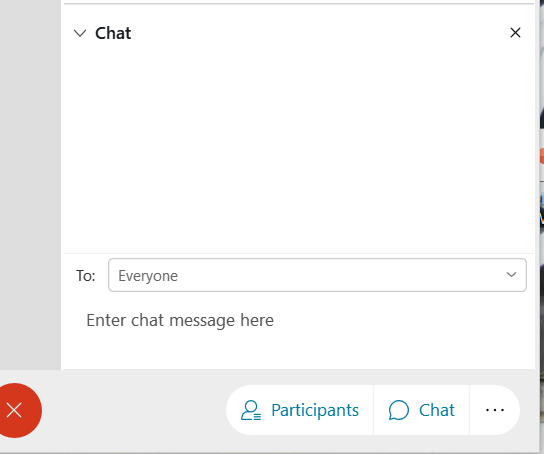 Chat
To: Everyone
Enter chat message here
Participants Chat